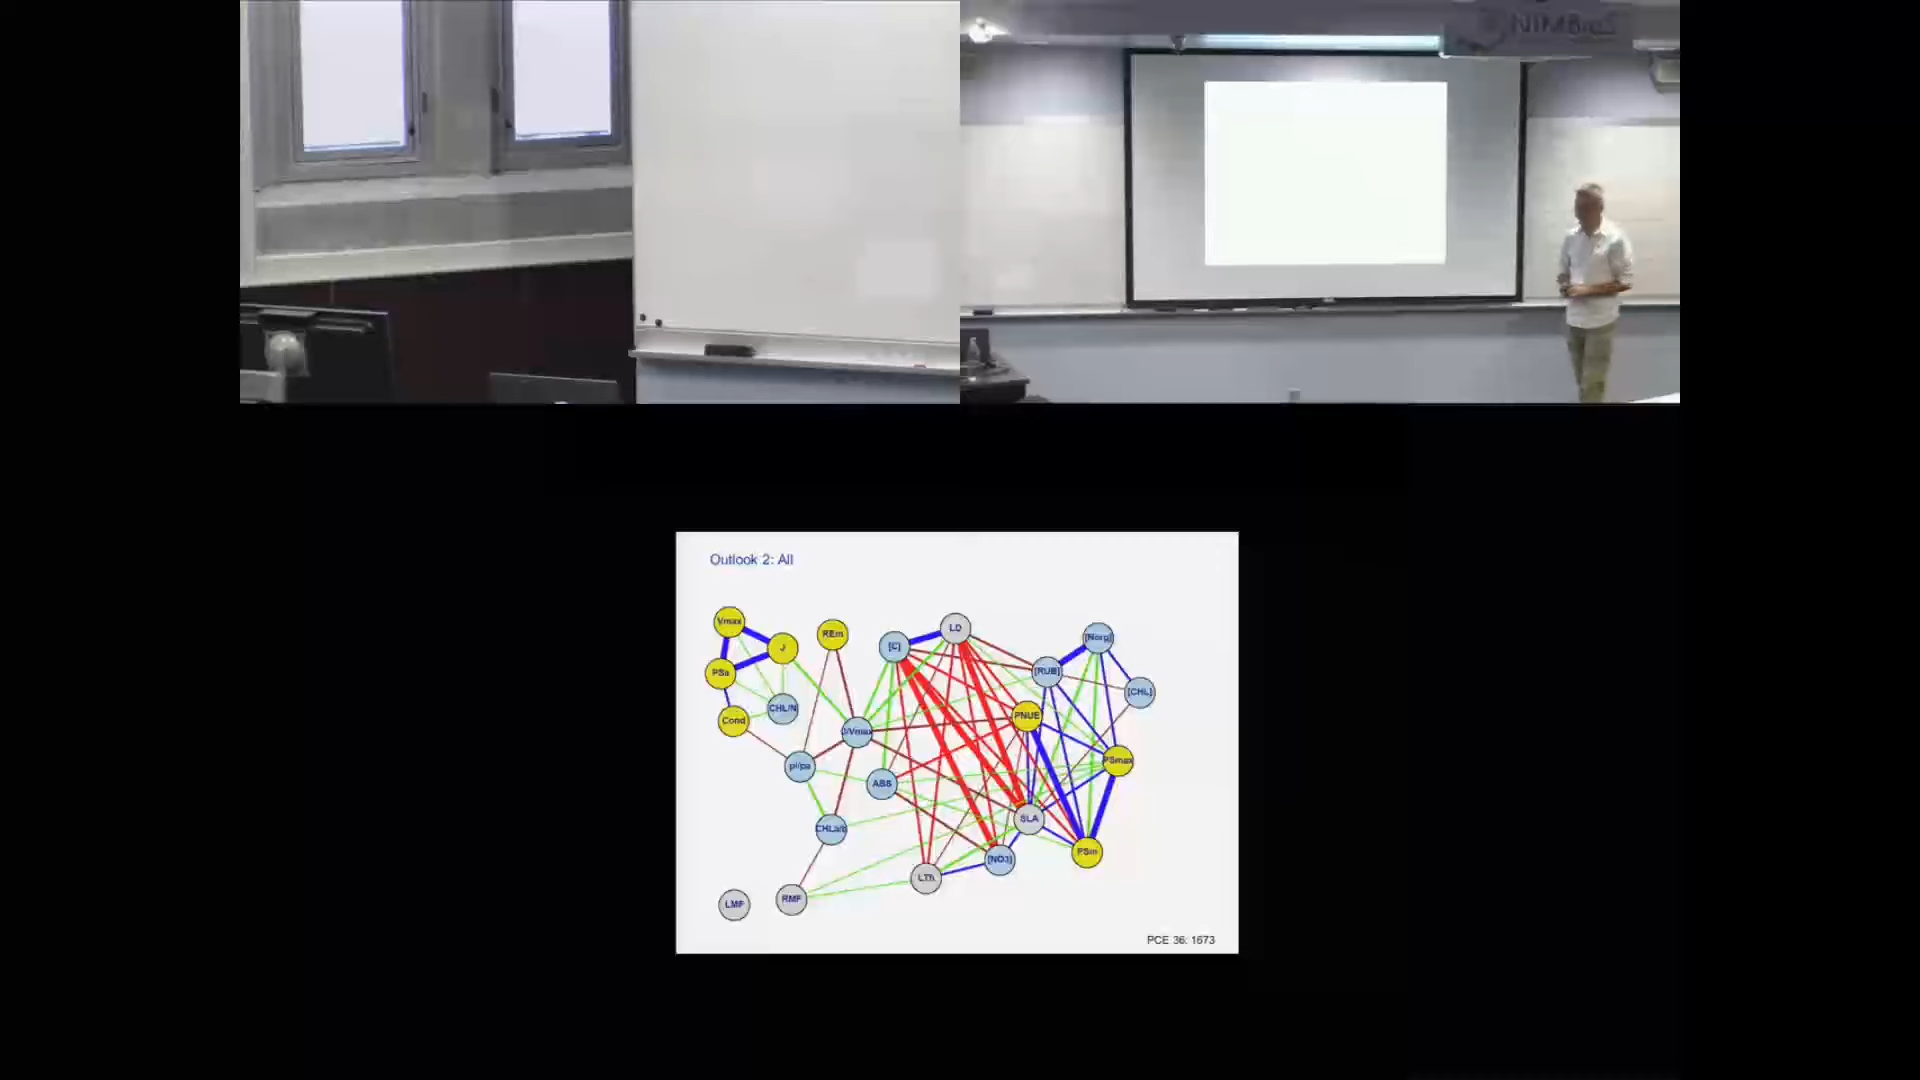 NIMBioS
Outlook 2: All
Vmax
J
PSa
Cond
CHL/N
REm
[C]
LD
[RUB]
[Norg]
[CHL]
PNUE
J/Vmax
pi/pa
ABS
PSmax
CHLa/b
SLA
PSm
[NO3]
LTh
RMF
LMF
PCE 36: 1673